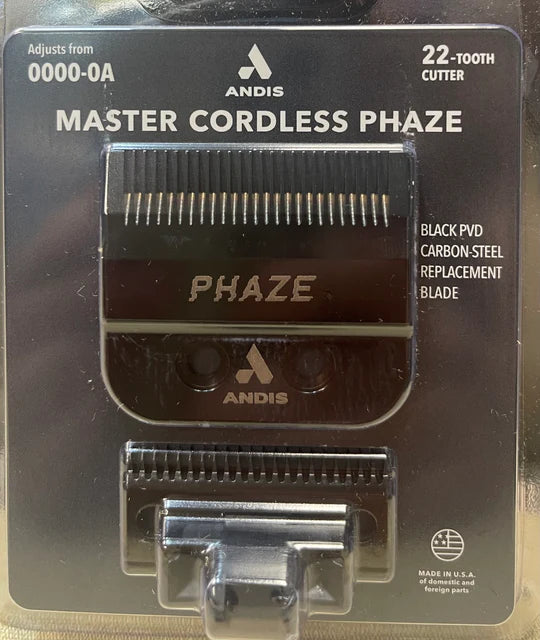 Adjusts from
0000-0A
ANDIS
22-TOOTH
CUTTER
MASTER CORDLESS PHAZE
BLACK PVD
CARBON-STEEL
REPLACEMENT
BLADE
PHAZE
ANDIS
MADE IN U.S.A.
of domestic and
foreign parts